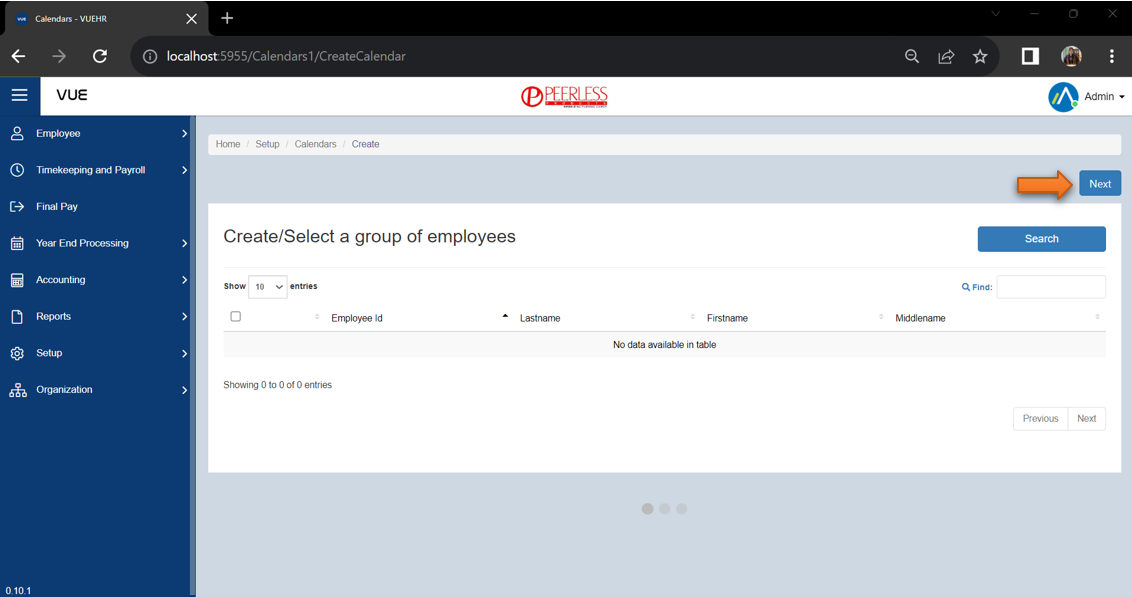 Calendars - VUEHR
localhost:5955/Calendars1/CreateCalendar
VUE
PEERLESS
PRODUCTS
Admin
Employee
Timekeeping and Payroll
Final Pay
Year End Processing
Accounting
Reports
Setup
Organization
0.10.1
Home / Setup / Calendars / Create
Next
Create/Select a group of employees
Search
Show 10 entries
Find:
Employee Id Lastname Firstname Middlename
No data available in table
Showing 0 to 0 of 0 entries
Previous Next